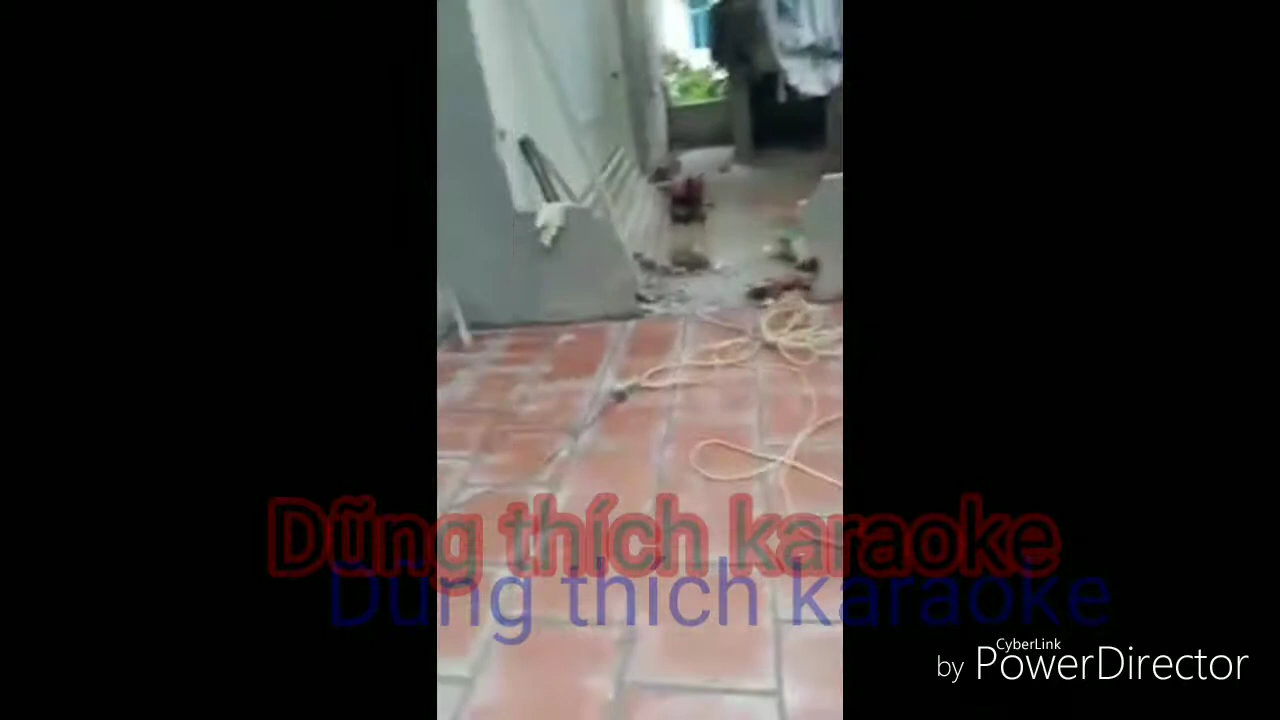 Dũng thích karaoke
Dũng thích karaoke
CyberLink
by PowerDirector